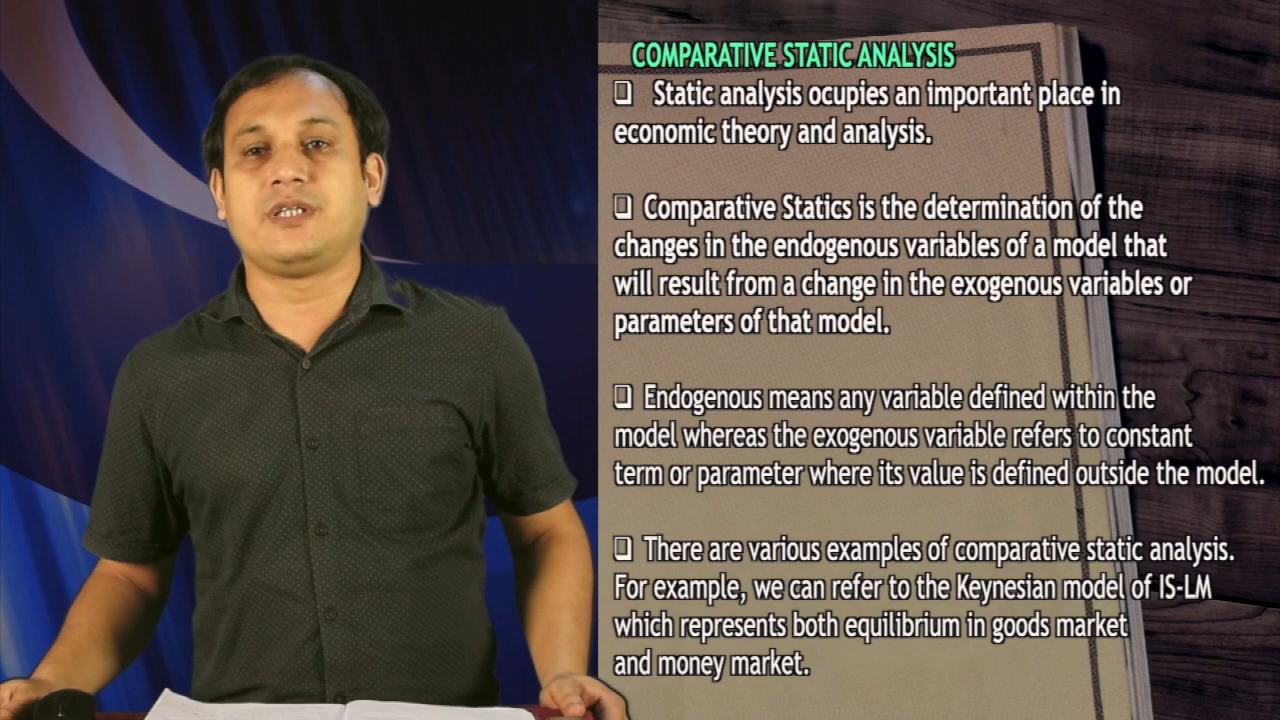 COMPARATIVE STATIC ANALYSIS
❑ Static analysis ocupies an important place in
economic theory and analysis.
❑ Comparative Statics is the determination of the
changes in the endogenous variables of a model that
will result from a change in the exogenous variables or
parameters of that model.
❑ Endogenous means any variable defined within the
model whereas the exogenous variable refers to constant
term or parameter where its value is defined outside the model.
❑ There are various examples of comparative static analysis.
For example, we can refer to the Keynesian model of IS-LM
which represents both equilibrium in goods market
and money market.